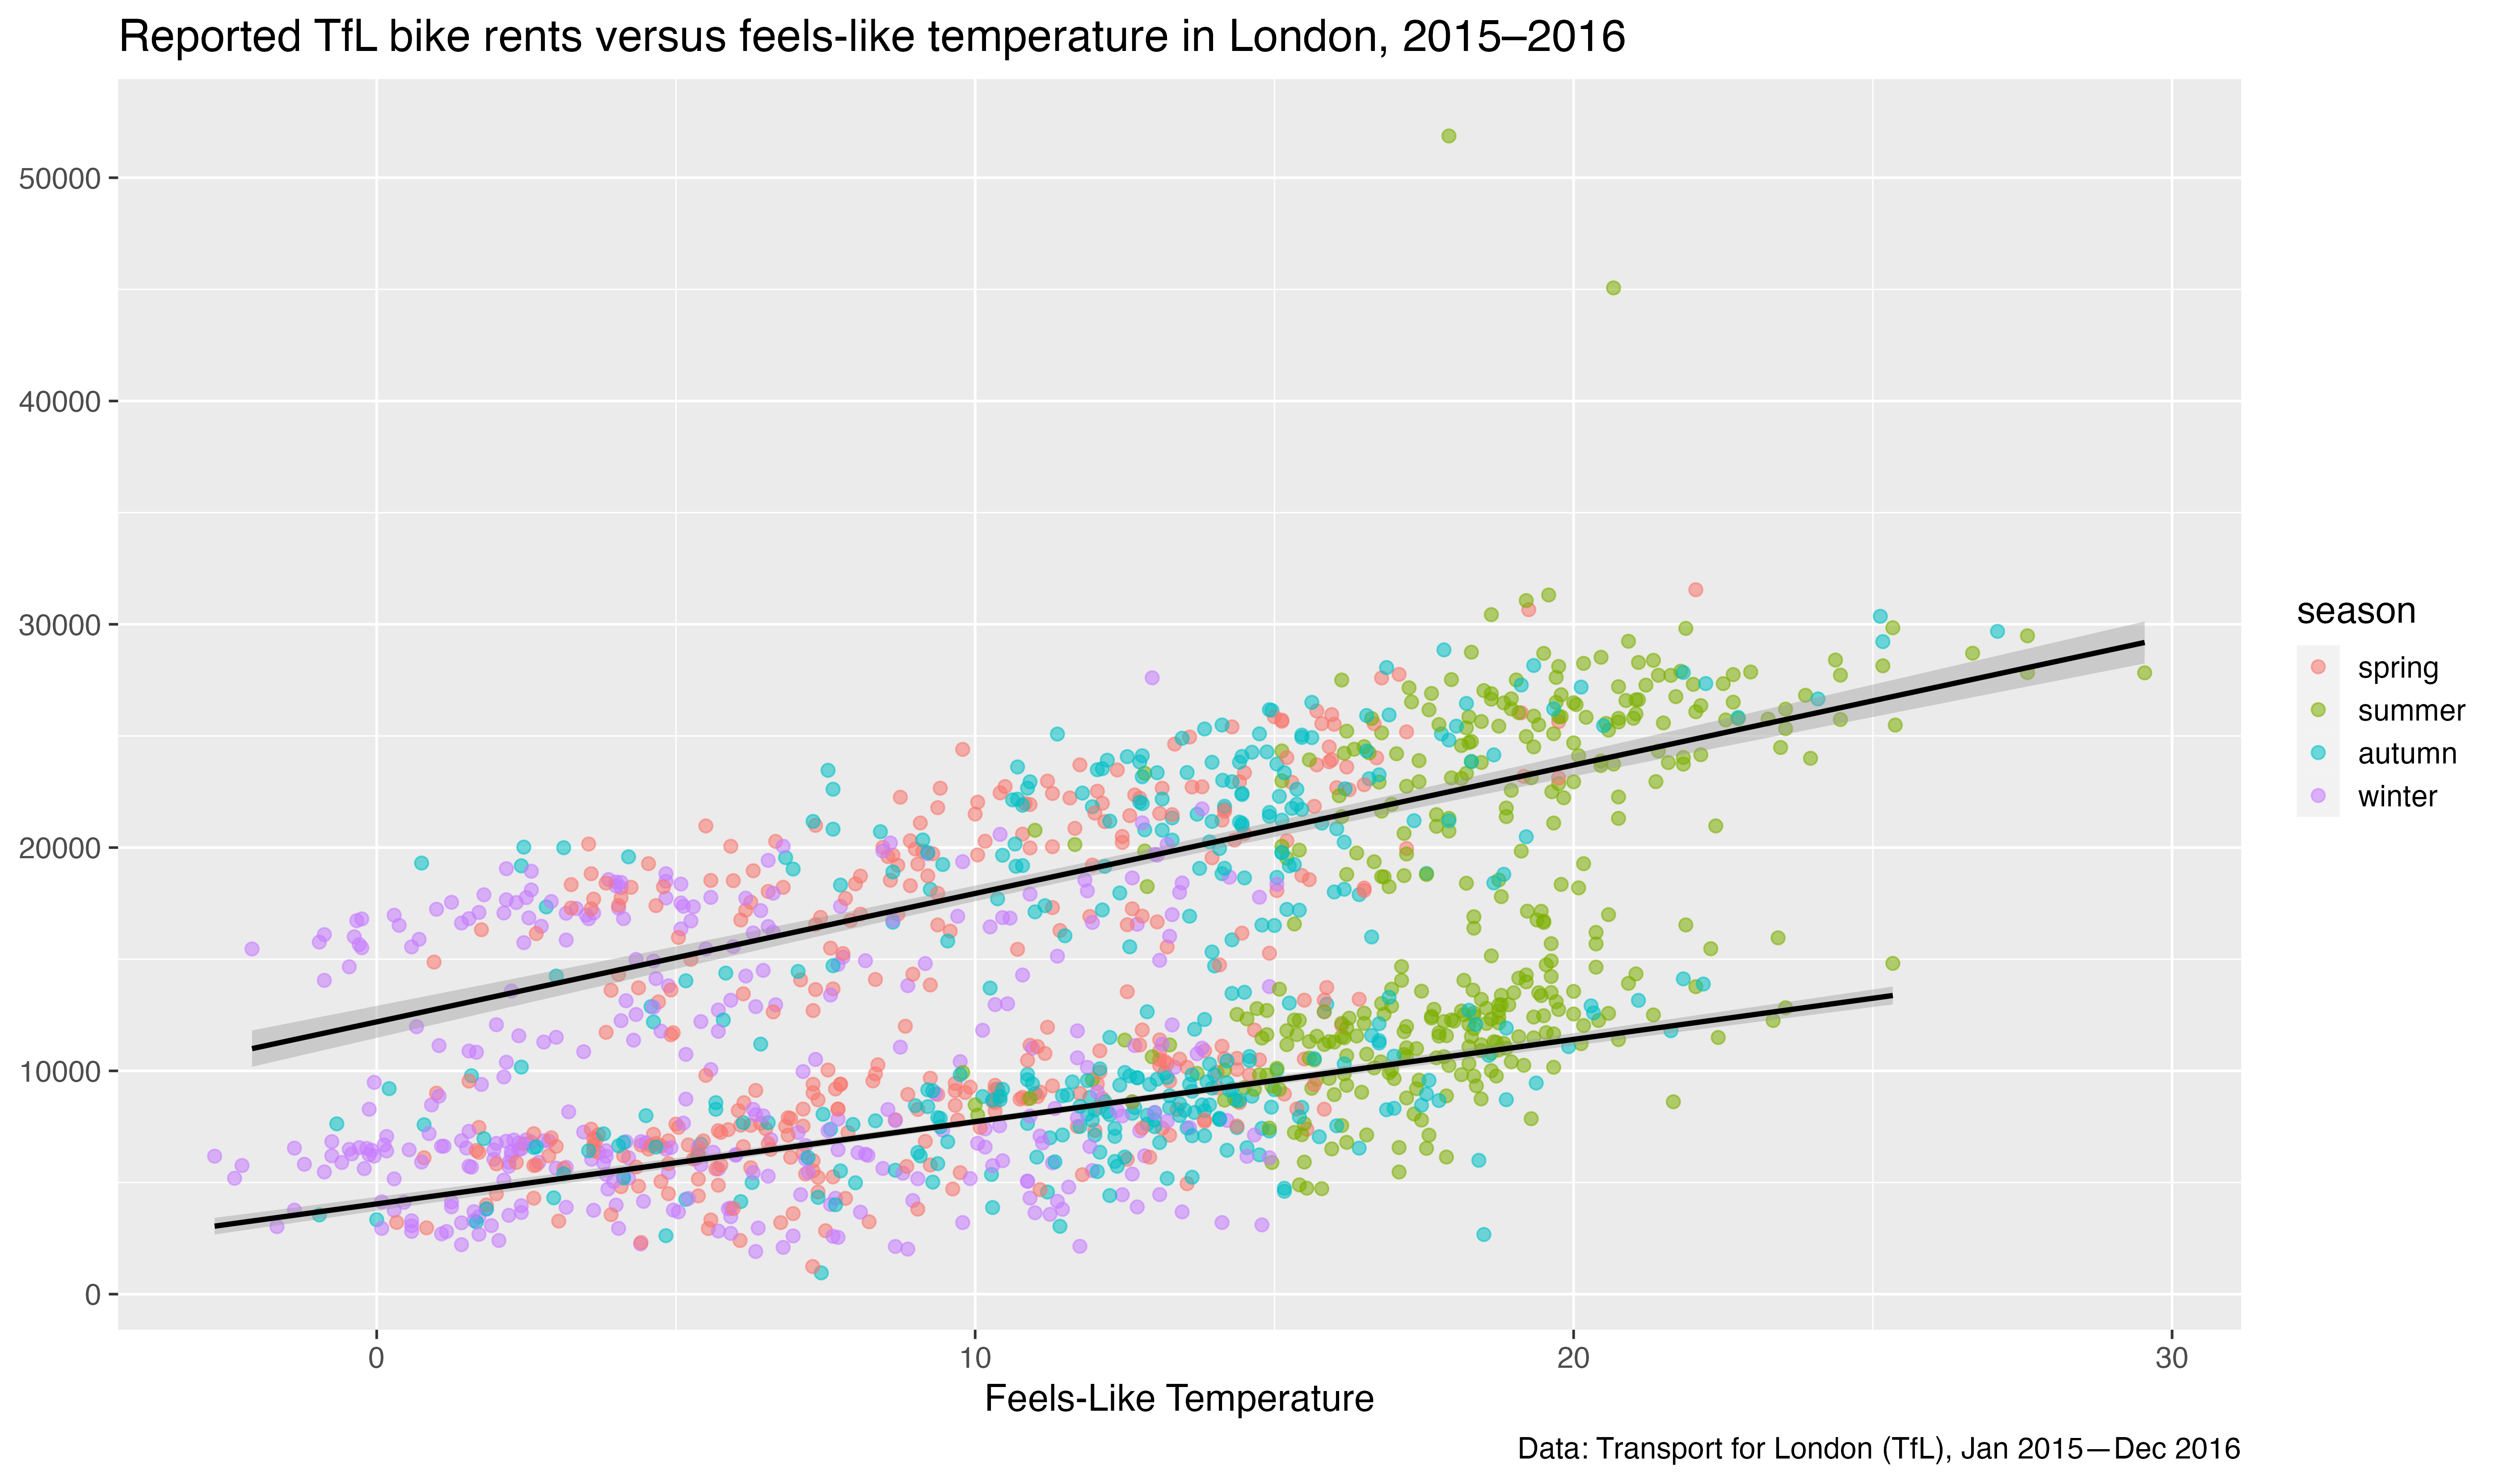 Reported TfL bike rents versus feels-like temperature in London, 2015–2016
50000
40000
30000
20000
10000
0
0 10 20 30
Feels-Like Temperature
season
spring
summer
autumn
winter
Data: Transport for London (TfL), Jan 2015—Dec 2016